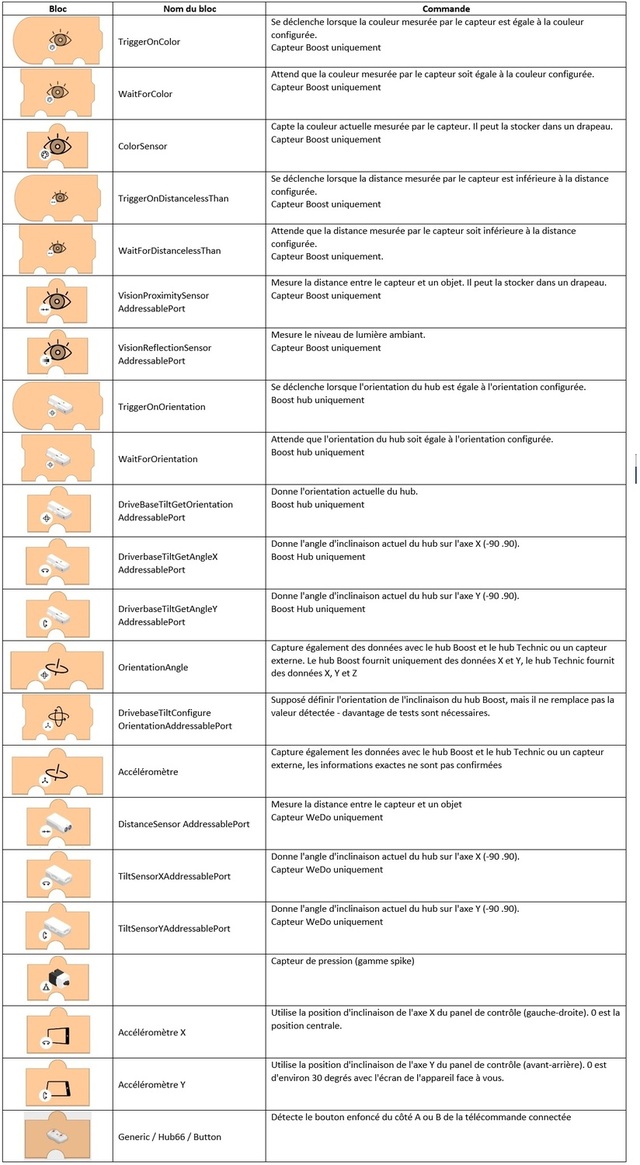 Bloc Nom du bloc Commande
TriggerOnColor
Se déclenche lorsque la couleur mesurée par le capteur est égale à la couleur
configurée.
Capteur Boost uniquement
WaitForColor
Attend que la couleur mesurée par le capteur soit égale à la couleur configurée.
Capteur Boost uniquement
ColorSensor
Capte la couleur actuelle mesurée par le capteur. Il peut la stocker dans un drapeau.
Capteur Boost uniquement
TriggerOnDistancelessThan
Se déclenche lorsque la distance mesurée par le capteur est inférieure à la distance
configurée.
Capteur Boost uniquement
WaitForDistancelessThan
Attende que la distance mesurée par le capteur soit inférieure à la distance
configurée.
Capteur Boost uniquement.
VisionProximitySensor
AddressablePort
Mesure la distance entre le capteur et un objet. Il peut la stocker dans un drapeau.
Capteur Boost uniquement
VisionReflectionSensor
AddressablePort
Mesure le niveau de lumière ambiant.
Capteur Boost uniquement
TriggerOnOrientation
Se déclenche lorsque l'orientation du hub est égale à l'orientation configurée.
Boost hub uniquement
WaitForOrientation
Attende que l'orientation du hub soit égale à l'orientation configurée.
Boost hub uniquement
DriveBaseTiltGetOrientation
AddressablePort
Donne l'orientation actuelle du hub.
Boost hub uniquement
DriverbaseTiltGetAngleX
AddressablePort
Donne l'angle d'inclinaison actuel du hub sur l'axe X (-90 .90).
Boost Hub uniquement
DriverbaseTiltGetAngleY
AddressablePort
Donne l'angle d'inclinaison actuel du hub sur l'axe Y (-90 .90).
Boost Hub uniquement
OrientationAngle
Capture également des données avec le hub Boost et le hub Technic ou un capteur
externe. Le hub Boost fournit uniquement des données X et Y, le hub Technic fournit
des données X, Y et Z
DrivebaseTiltConfigure
OrientationAddressablePort
Supposé définir l'orientation de l'inclinaison du hub Boost, mais il ne remplace pas la
valeur détectée - davantage de tests sont nécessaires.
Accéléromètre
Capture également les données avec le hub Boost et le hub Technic ou un capteur
externe, les informations exactes ne sont pas confirmées
DistanceSensor AddressablePort
Mesure la distance entre le capteur et un objet
Capteur WeDo uniquement
TiltSensorXAddressablePort
Donne l'angle d'inclinaison actuel du hub sur l'axe X (-90 .90).
Capteur WeDo uniquement
TiltSensorYAddressablePort
Donne l'angle d'inclinaison actuel du hub sur l'axe Y (-90 .90).
Capteur WeDo uniquement
Capteur de pression (gamme spike)
Accéléromètre X
Utilise la position d'inclinaison de l'axe X du panel de contrôle (gauche-droite). 0 est la
position centrale.
Accéléromètre Y
Utilise la position d'inclinaison de l'axe Y du panel de contrôle (avant-arrière). 0 est
d'environ 30 degrés avec l'écran de l'appareil face à vous.
Generic / Hub66 / Button
Détecte le bouton enfoncé du côté A ou B de la télécommande connectée